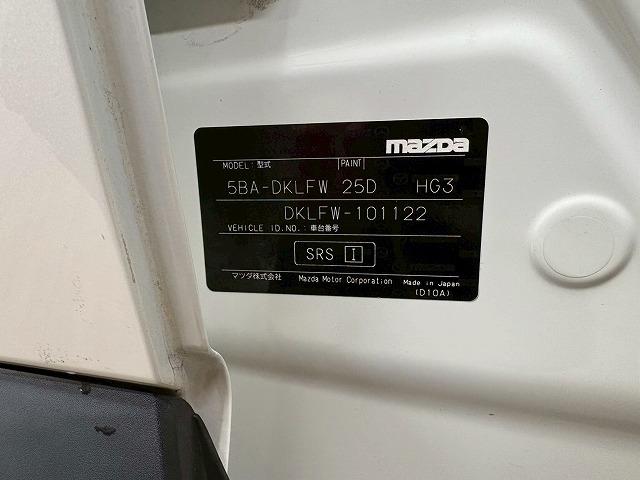 mazda
MODEL: 型式 PAINT
5BA-DKLFW 25D HG3
DKLFW-101122
VEHICLE ID.NO.: 車台番号
SRS I
マツダ株式会社 Mazda Motor Corporation Made in Japan
(D10A)